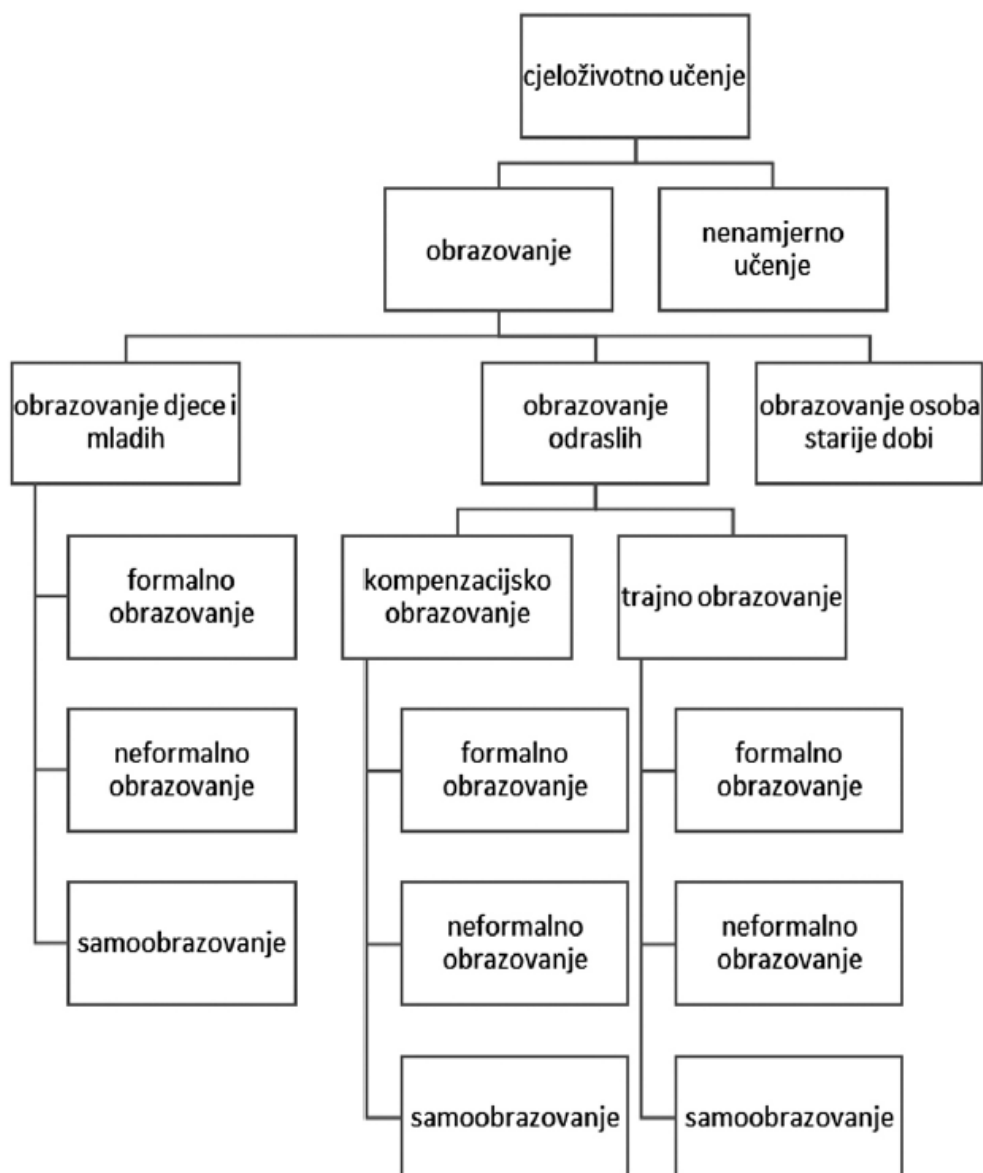 cjeloživotno učenje
obrazovanje
nenamjerno
učenje
obrazovanje djece i
mladih
obrazovanje
odraslih
obrazovanje osoba
starije dobi
formalno
obrazovanje
neformalno
obrazovanje
samoobrazovanje
kompenzacijsko
obrazovanje
formalno
obrazovanje
neformalno
obrazovanje
samoobrazovanje
trajno obrazovanje
formalno
obrazovanje
neformalno
obrazovanje
samoobrazovanje